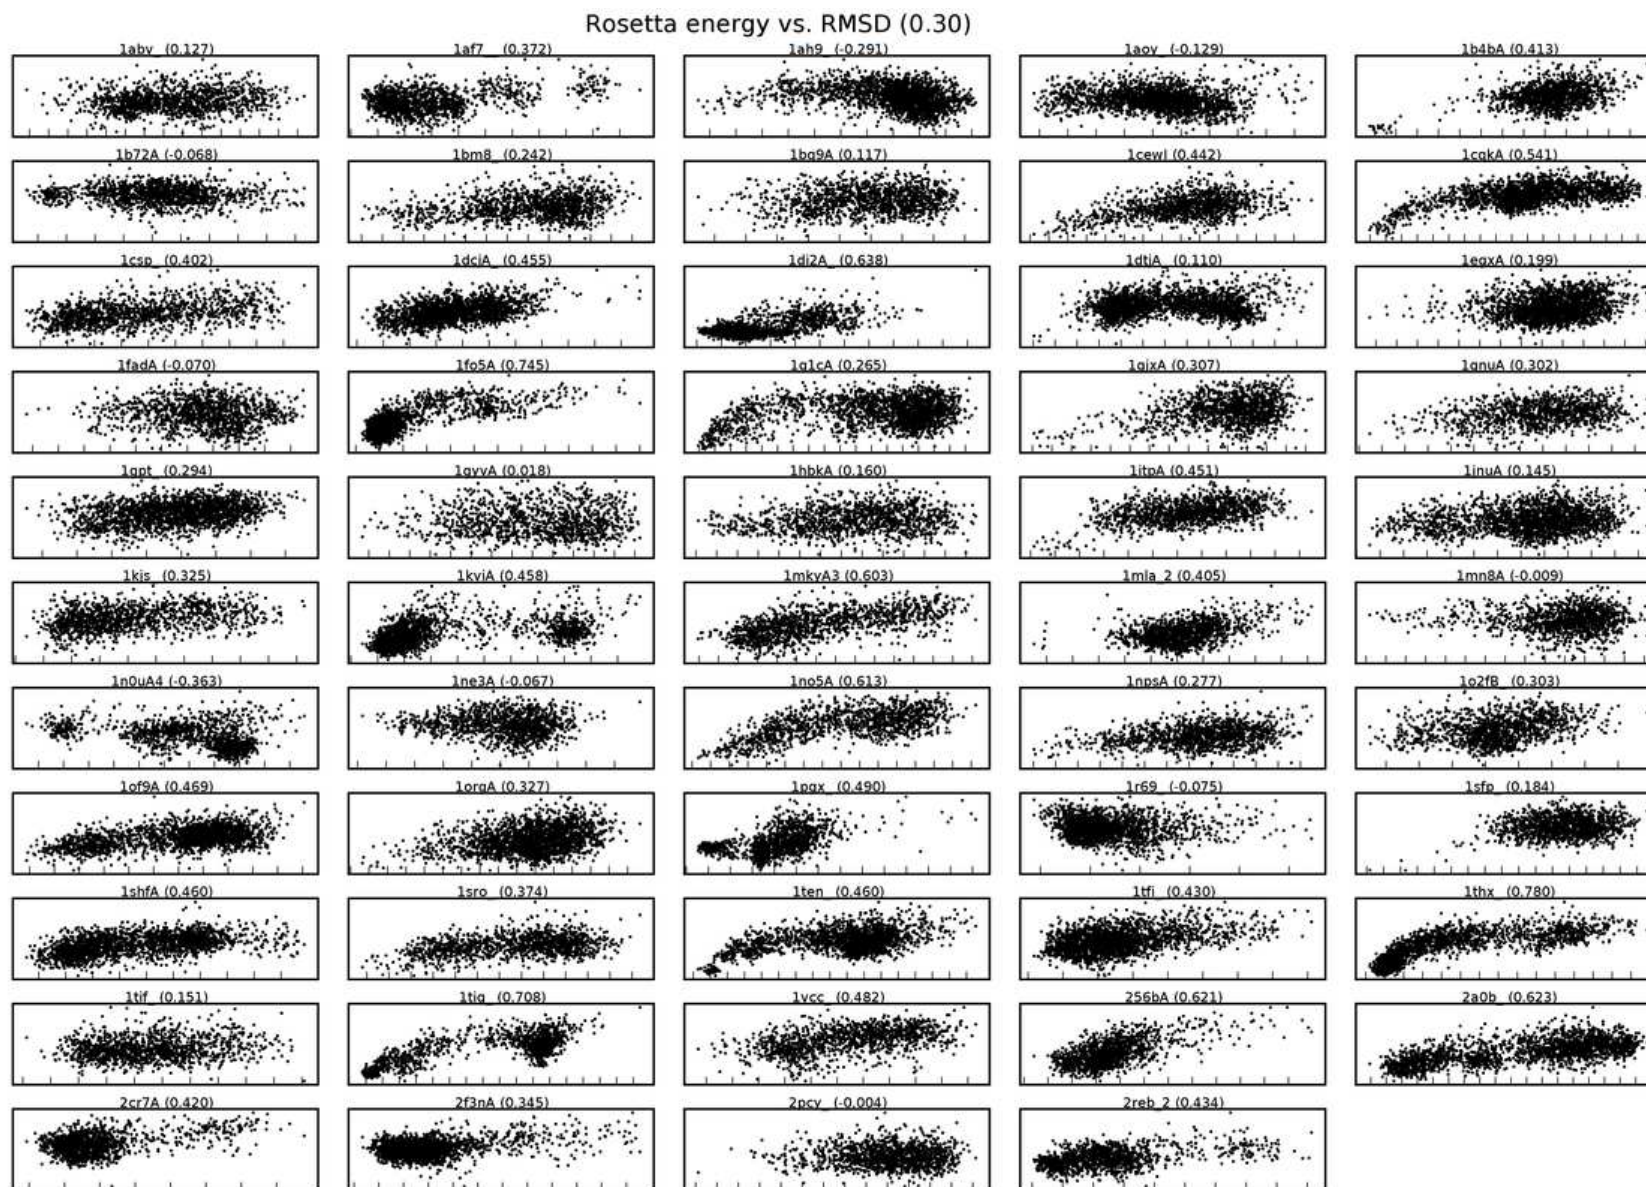 Rosetta energy vs. RMSD (0.30)
1abv_ (0.127) 1af7__ (0.372) 1ah9_ (-0.291) 1aoy_ (-0.129) 1b4bA (0.413)
1b72A (-0.068) 1bm8_ (0.242) 1bq9A (0.117) 1cewI (0.442) 1cqkA (0.541)
1csp_ (0.402) 1dcjA_ (0.455) 1di2A_ (0.638) 1dtjA_ (0.110) 1egxA (0.199)
1fadA (-0.070) 1fo5A (0.745) 1g1cA (0.265) 1gjxA (0.307) 1gnuA (0.302)
1gpt_ (0.294) 1gyvA (0.018) 1hbkA (0.160) 1itpA (0.451) 1jnuA (0.145)
1kjs_ (0.325) 1kviA (0.458) 1mkyA3 (0.603) 1mla_2 (0.405) 1mn8A (-0.009)
1n0uA4 (-0.363) 1ne3A (-0.067) 1no5A (0.613) 1npsA (0.277) 1o2fB_ (0.303)
1of9A (0.469) 1orgA (0.327) 1pgx_ (0.490) 1r69_ (-0.075) 1sfp_ (0.184)
1shfA (0.460) 1sro_ (0.374) 1ten_ (0.460) 1tfi_ (0.430) 1thx_ (0.780)
1tif_ (0.151) 1tig_ (0.708) 1vcc_ (0.482) 256bA (0.621) 2a0b_ (0.623)
2cr7A (0.420) 2f3nA (0.345) 2pcy_ (-0.004) 2reb_2 (0.434)